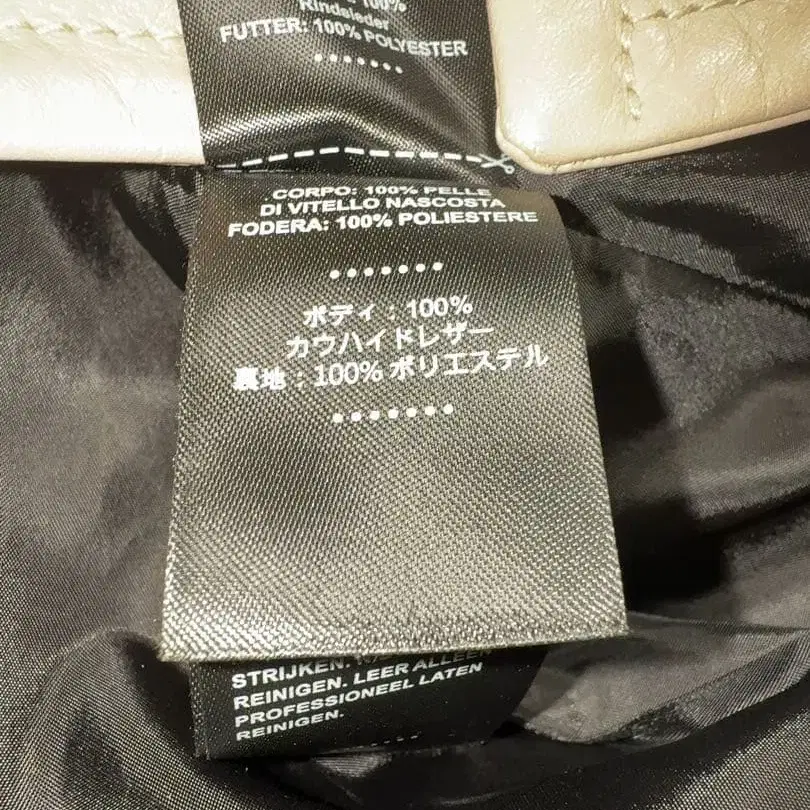 100%
Rindsleder
FUTTER: 100% POLYESTER
CORPO: 100% PELLE
DI VITELLO NASCOSTA
FODERA: 100% POLIESTERE
ボディ：100%
カウハイドレザー
裏地：100% ポリエステル
STRIJKEN.
REINIGEN. LEER ALLEEN
PROFESSIONEEL LATEN
REINIGEN.